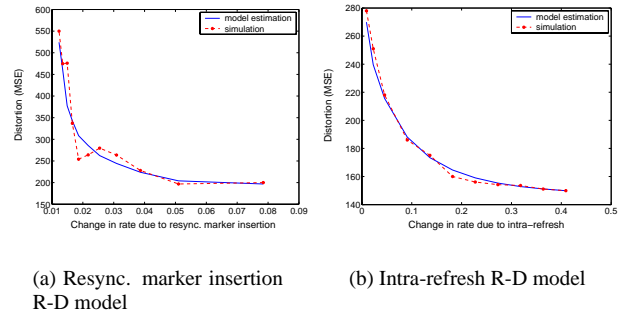 600
550
500
450
400
350
300
250
200
150
0.01 0.02 0.03 0.04 0.05 0.06 0.07 0.08 0.09
Distortion (MSE)
Change in rate due to resync. marker insertion
model estimation
simulation
280
260
240
220
200
180
160
140
0 0.1 0.2 0.3 0.4 0.5
Distortion (MSE)
Change in rate due to intra−refresh
model estimation
simulation
(a) Resync. marker insertion
R-D model
(b) Intra-refresh R-D model